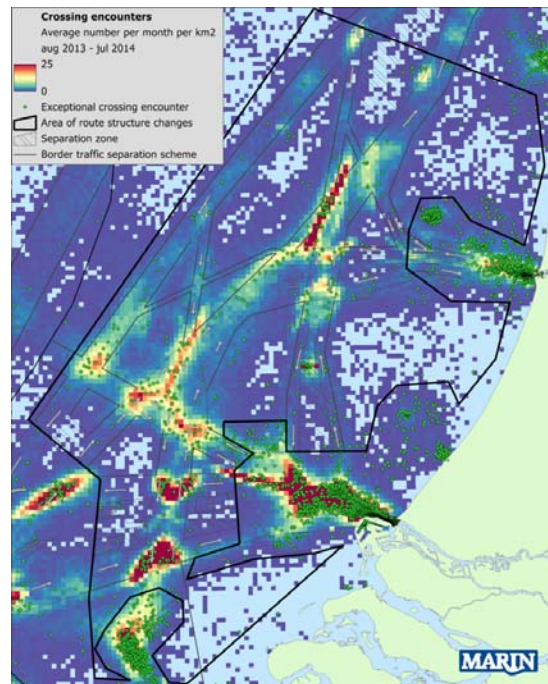 Crossing encounters
Average number per month per km2
aug 2013 - jul 2014
25
0
Exceptional crossing encounter
Area of route structure changes
Separation zone
Border traffic separation scheme
MARIN